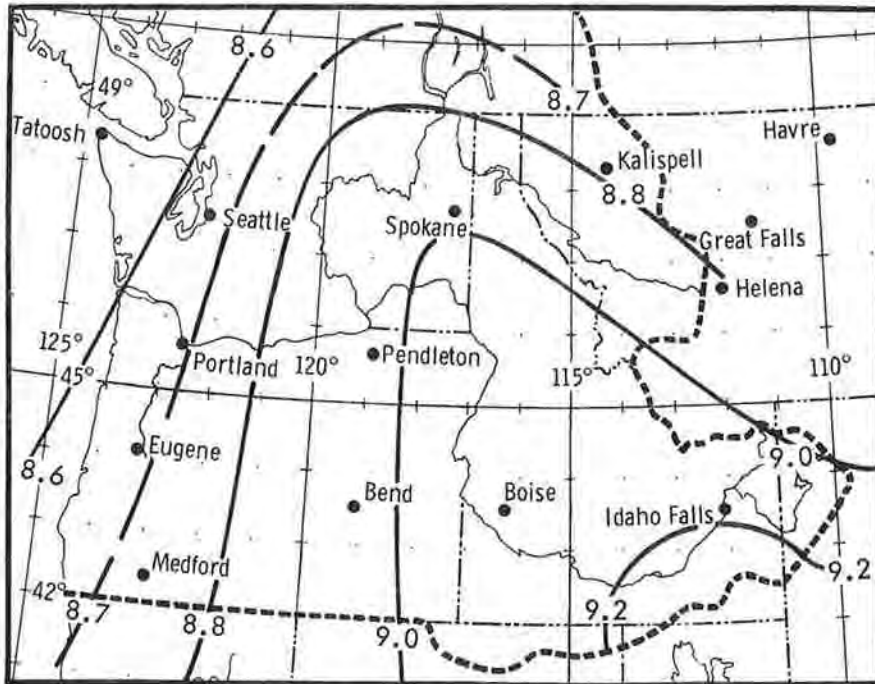 8.6
49°
8.7
Tatoosh
Havre
Kalispell
8.8
Seattle
Spokane
Great Falls
Helena
125°
Portland
120°
Pendleton
115°
110°
45°
8.6
Eugene
9.0
Bend
Boise
Idaho Falls
Medford
42°
9.2
9.2
8.7
8.8
9.0